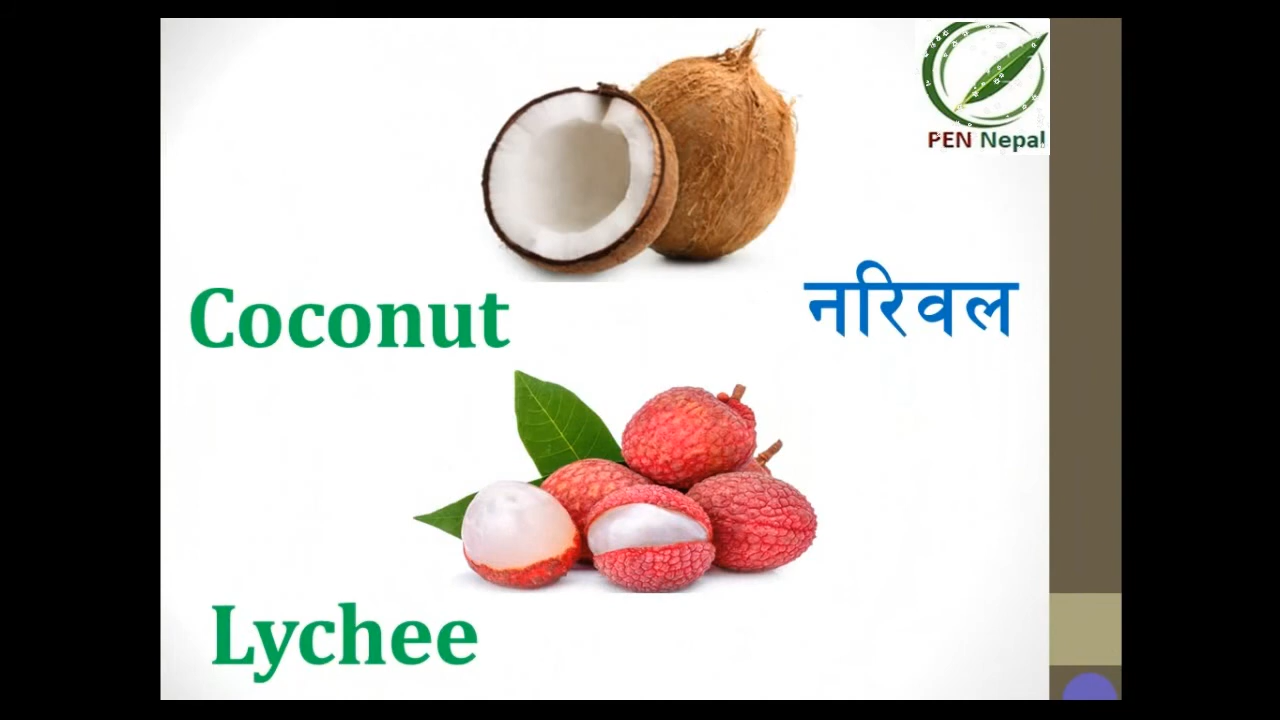 PEN Nepal
Coconut
नरिवल
Lychee